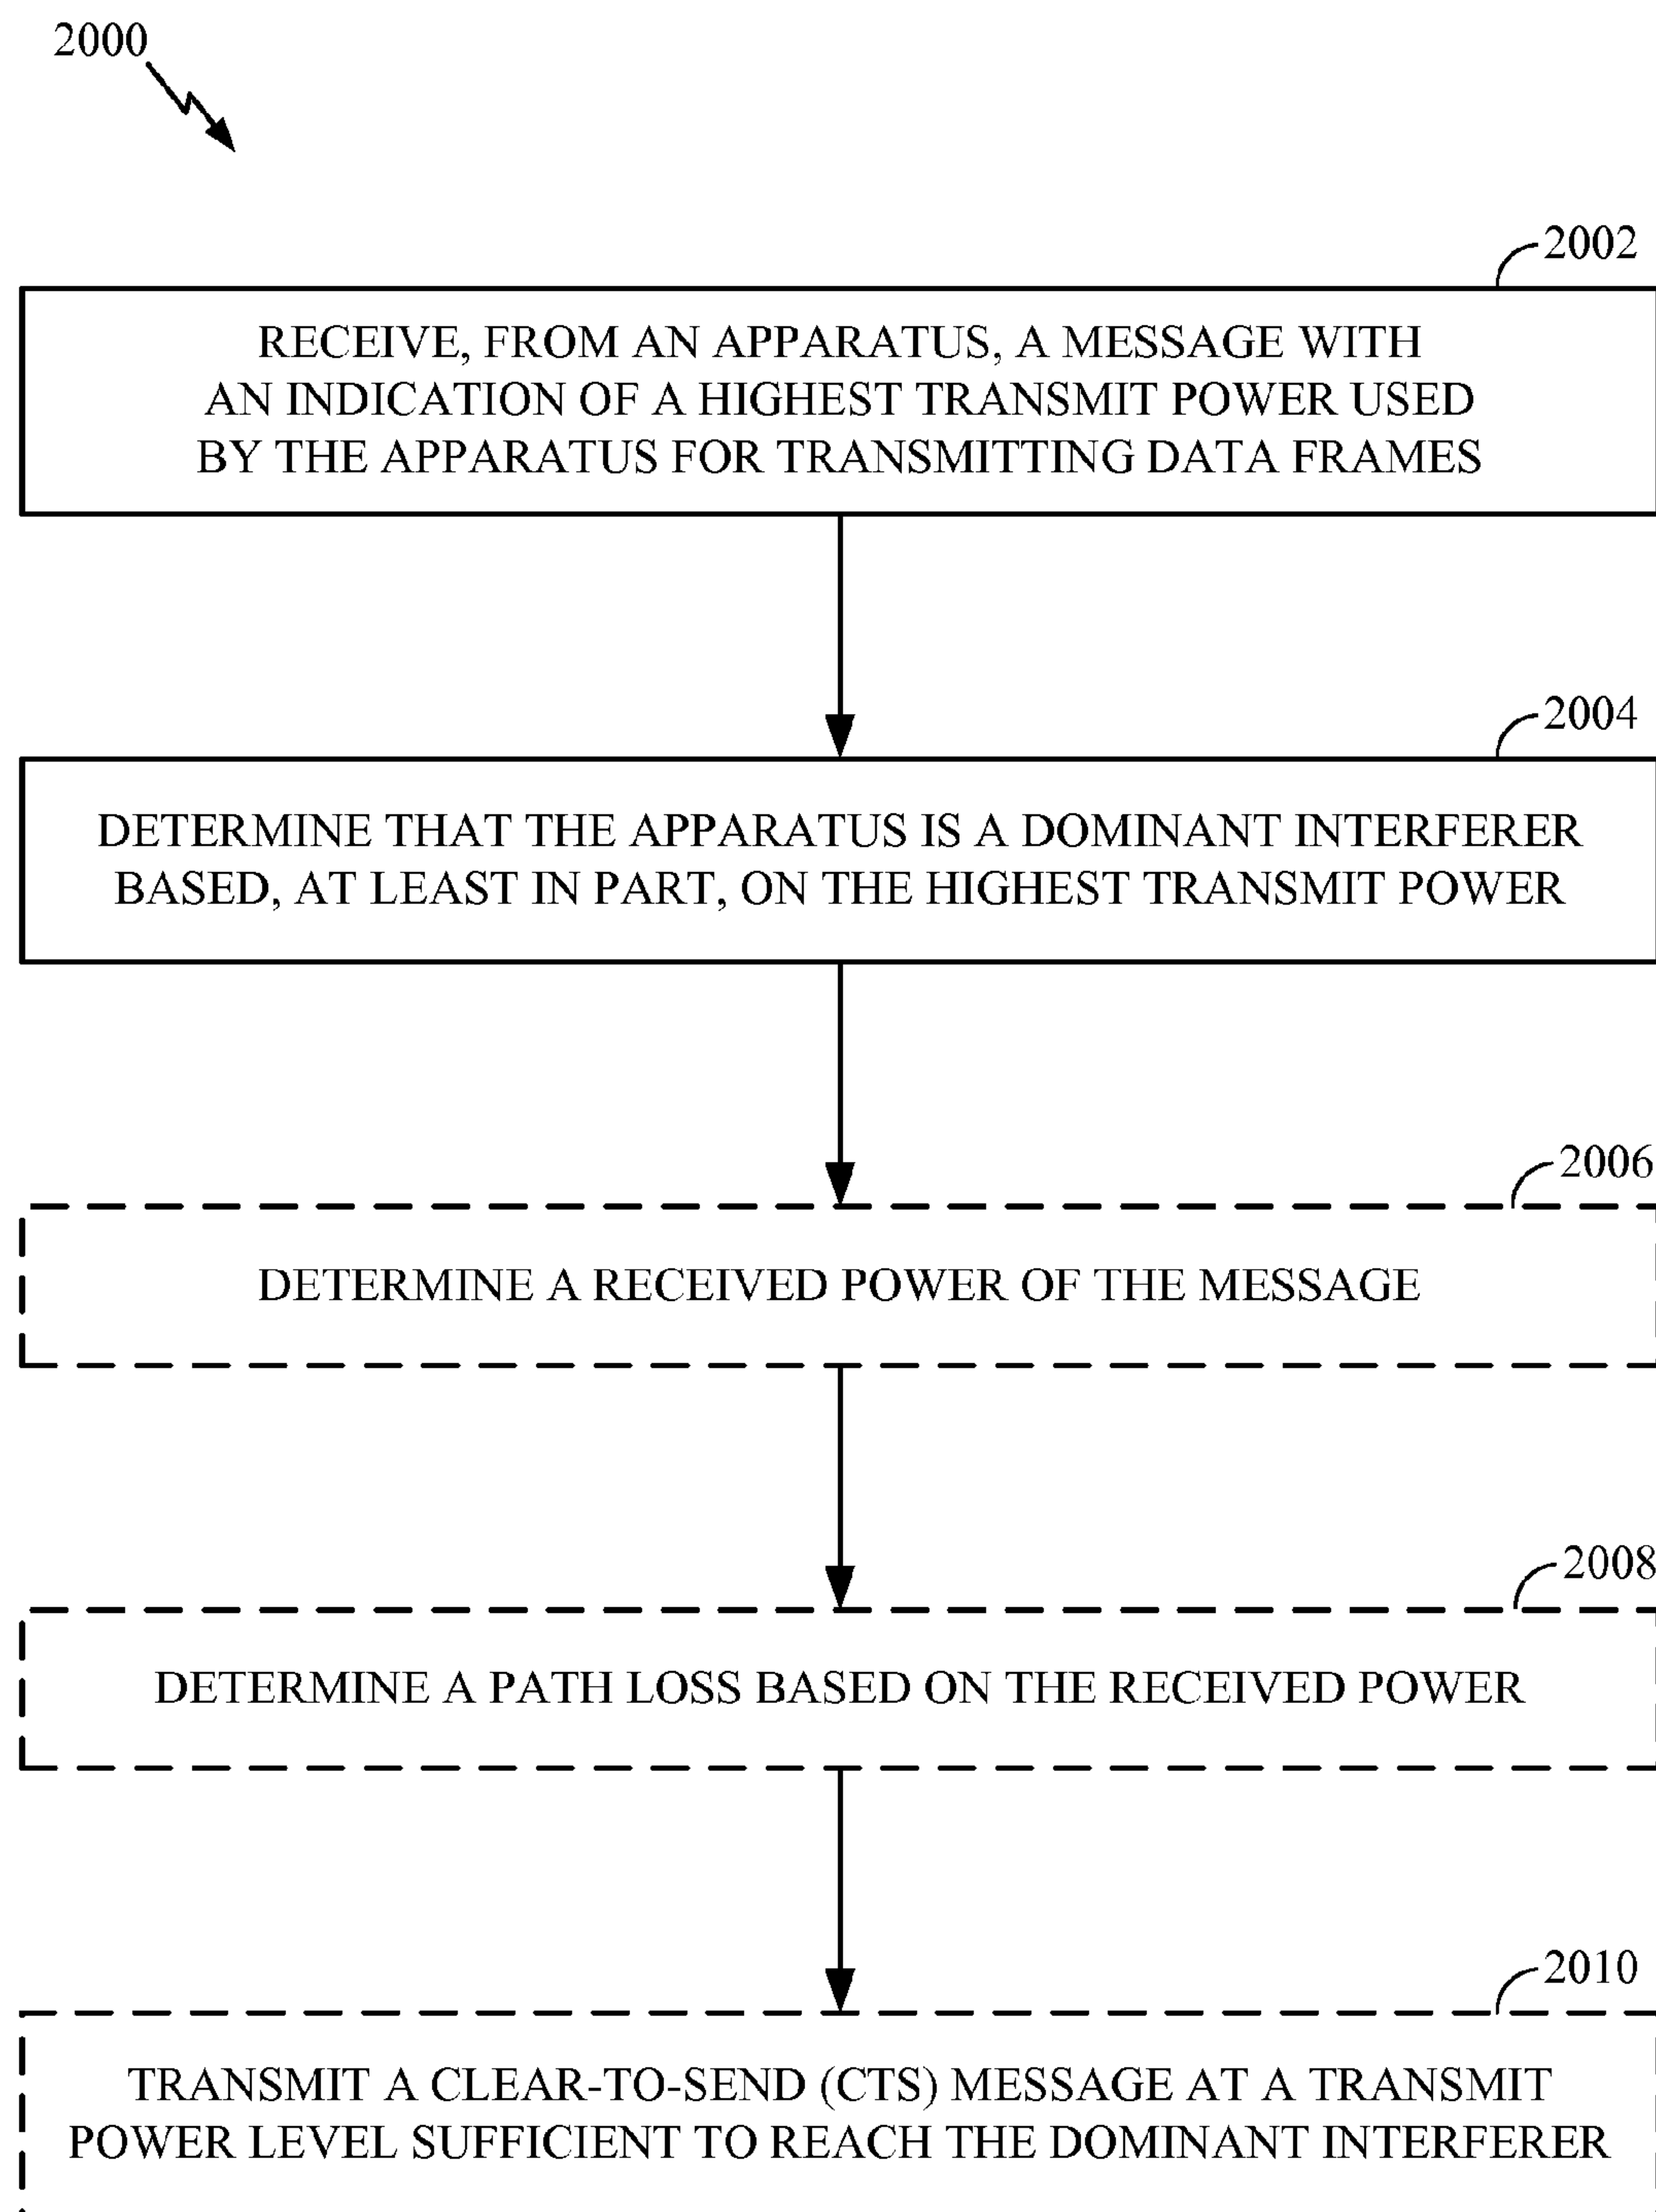 2000
2002
RECEIVE, FROM AN APPARATUS, A MESSAGE WITH
AN INDICATION OF A HIGHEST TRANSMIT POWER USED
BY THE APPARATUS FOR TRANSMITTING DATA FRAMES
2004
DETERMINE THAT THE APPARATUS IS A DOMINANT INTERFERER
BASED, AT LEAST IN PART, ON THE HIGHEST TRANSMIT POWER
2006
DETERMINE A RECEIVED POWER OF THE MESSAGE
2008
DETERMINE A PATH LOSS BASED ON THE RECEIVED POWER
2010
TRANSMIT A CLEAR-TO-SEND (CTS) MESSAGE AT A TRANSMIT
POWER LEVEL SUFFICIENT TO REACH THE DOMINANT INTERFERER